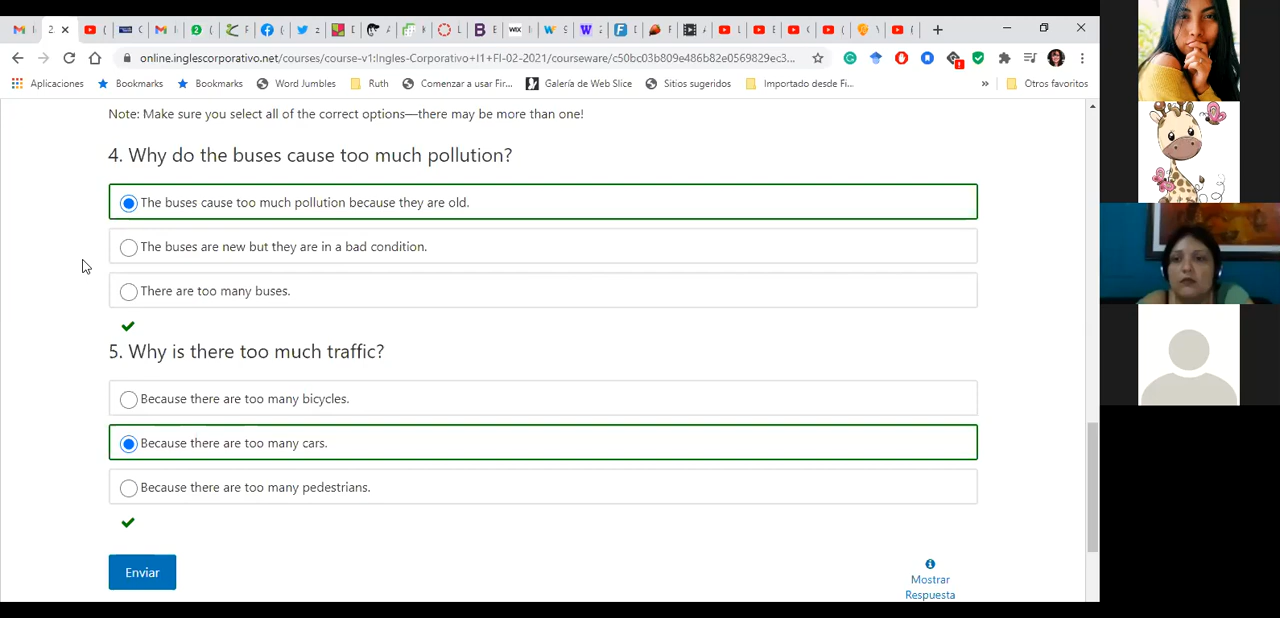 online.inglescorporativo.net/courses/course-v1:Ingles-Corporativo+I1+FI-02-2021/courseware/c50bc03b809e486b82e0569829ec3...
Aplicaciones Bookmarks Bookmarks Word Jumbles Ruth Comenzar a usar Fir... Galería de Web Slice Sitios sugeridos Importado desde Fi... » Otros favoritos
Note: Make sure you select all of the correct options—there may be more than one!
4. Why do the buses cause too much pollution?
The buses cause too much pollution because they are old.
The buses are new but they are in a bad condition.
There are too many buses.
5. Why is there too much traffic?
Because there are too many bicycles.
Because there are too many cars.
Because there are too many pedestrians.
Enviar
Mostrar
Respuesta